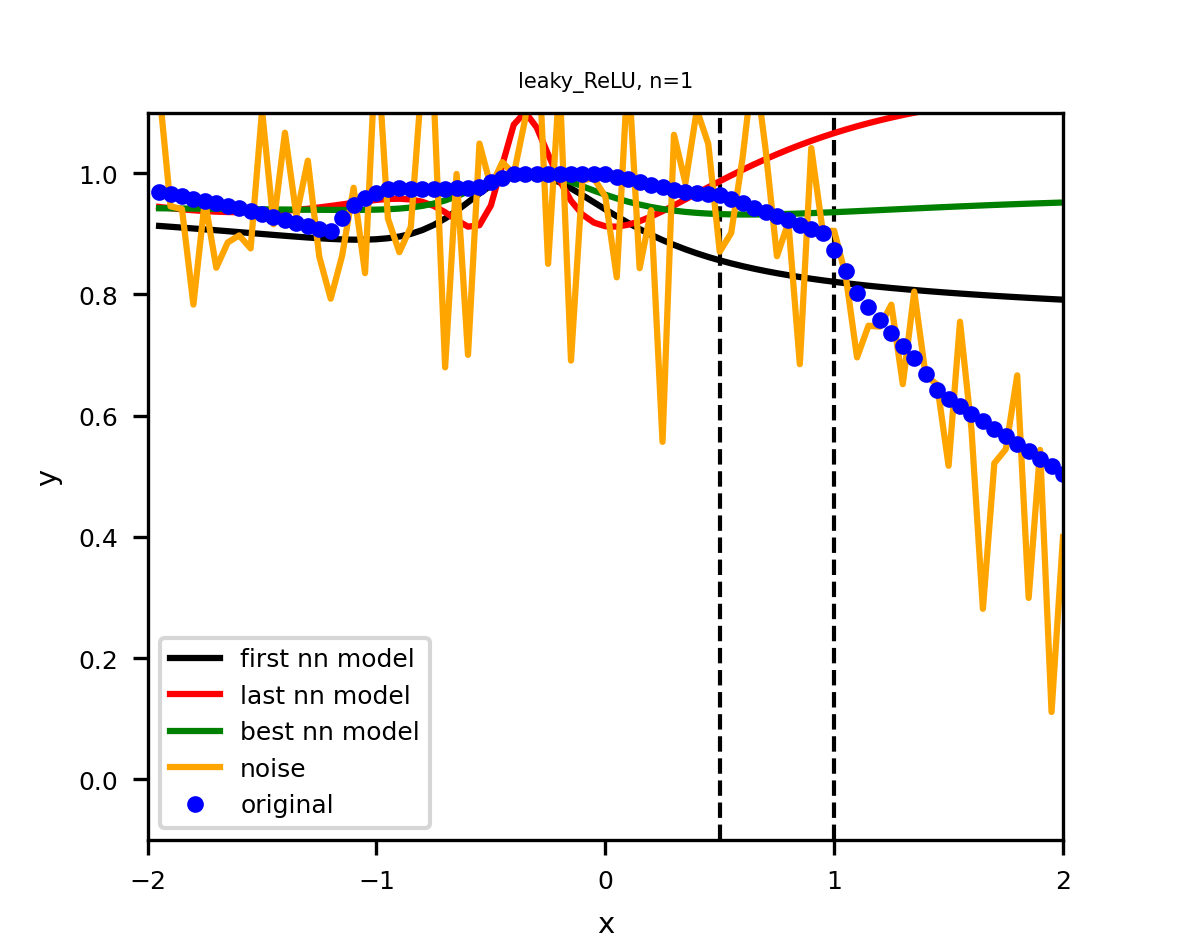 leaky_ReLU, n=1
1.0
0.8
0.6
0.4
0.2
0.0
y
first nn model
last nn model
best nn model
noise
original
−2
−1
0
1
2
x